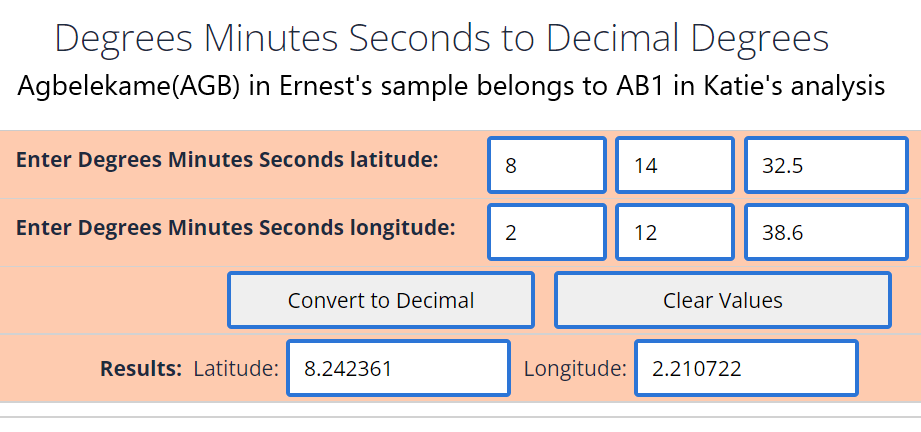 Degrees Minutes Seconds to Decimal Degrees
Agbelekame(AGB) in Ernest's sample belongs to AB1 in Katie's analysis
Enter Degrees Minutes Seconds latitude: 8 14 32.5
Enter Degrees Minutes Seconds longitude: 2 12 38.6
Convert to Decimal Clear Values
Results: Latitude: 8.242361 Longitude: 2.210722